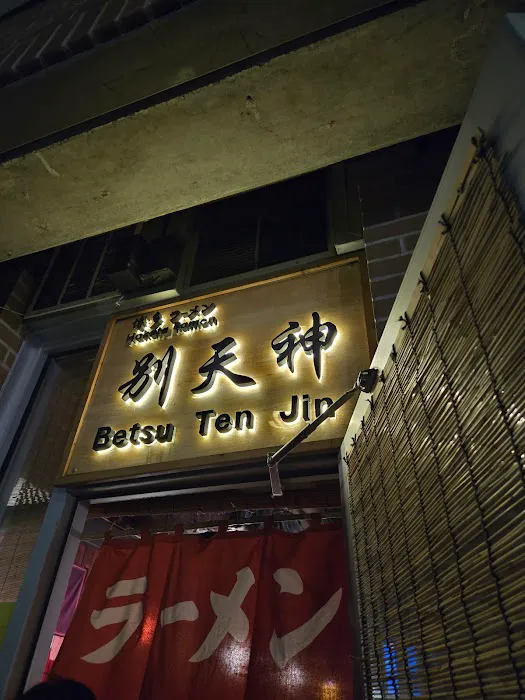 博多 ラーメン
Hakata Ramen
別天神
Betsu Ten Jin
ラーメン